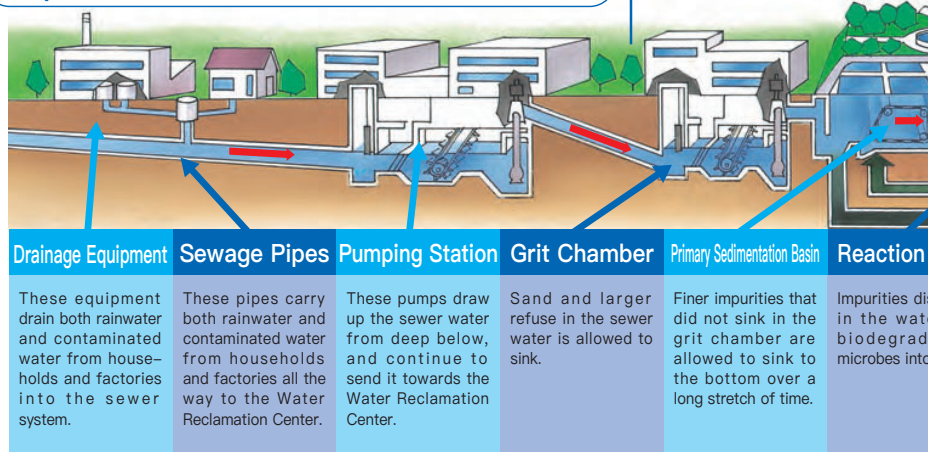 Drainage Equipment
These equipment
drain both rainwater
and contaminated
water from house-
holds and factories
into the sewer
system.
Sewage Pipes
These pipes carry
both rainwater and
contaminated water
from households
and factories all the
way to the Water
Reclamation Center.
Pumping Station
These pumps draw
up the sewer water
from deep below,
and continue to
send it towards the
Water Reclamation
Center.
Grit Chamber
Sand and larger
refuse in the sewer
water is allowed to
sink.
Primary Sedimentation Basin
Finer impurities that
did not sink in the
grit chamber are
allowed to sink to
the bottom over a
long stretch of time.
Reaction
Impurities
in the
microbes